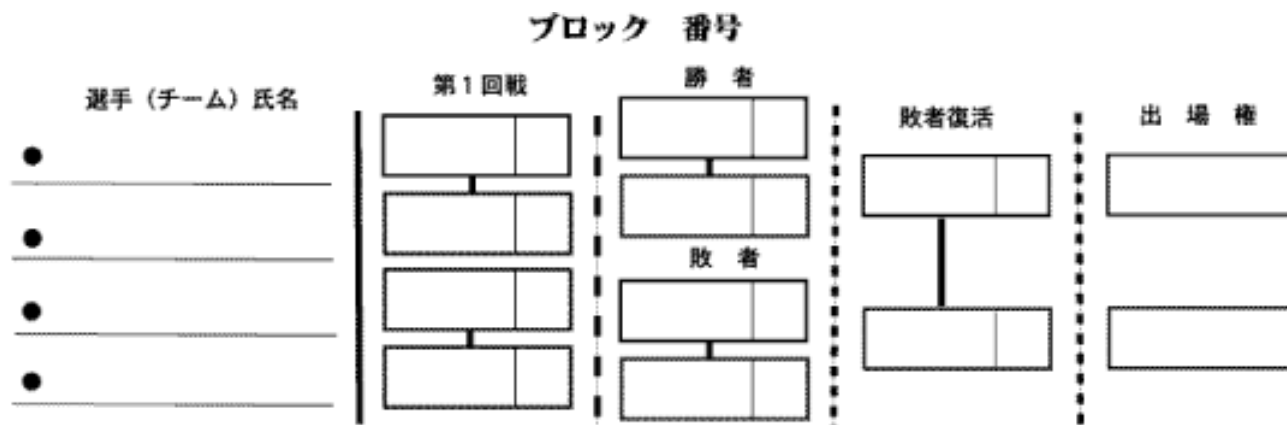 ブロック 番号
選手（チーム）氏名
第1回戦
勝 者
敗 者
敗者復活
出 場 権